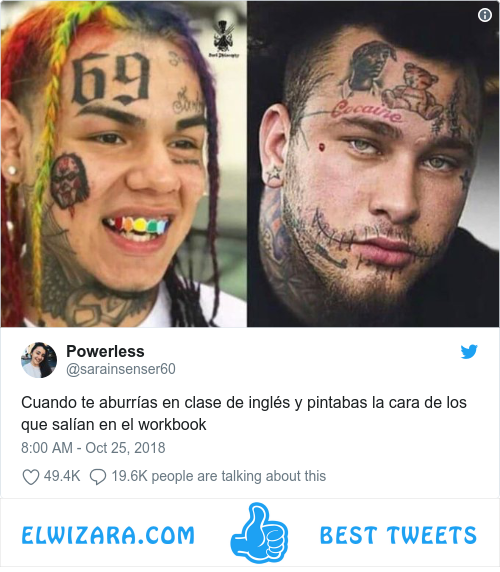 69
Cocaine
Powerless
@sarainsenser60
Cuando te aburrías en clase de inglés y pintabas la cara de los
que salían en el workbook
8:00 AM - Oct 25, 2018
49.4K 19.6K people are talking about this
ELWIZARA.COM BEST TWEETS